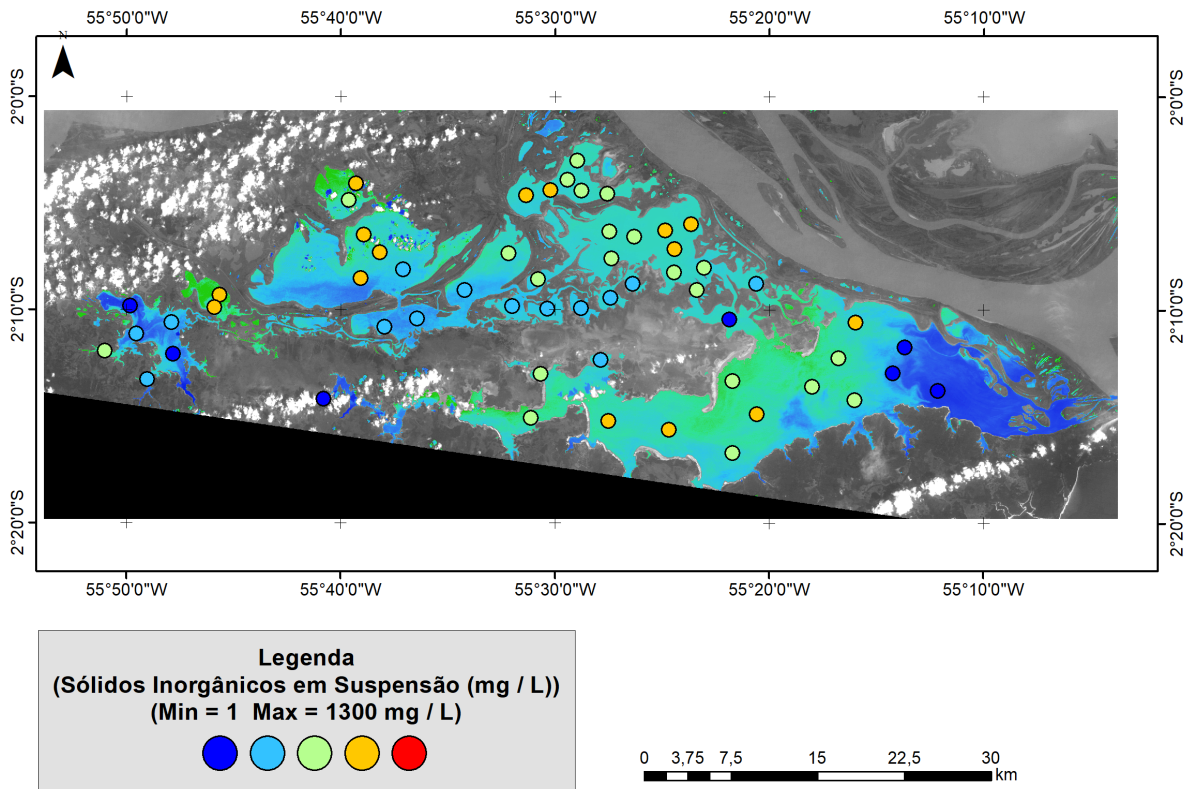 55°50'0"W 55°40'0"W 55°30'0"W 55°20'0"W 55°10'0"W
N
2°0'0"S 2°0'0"S
2°10'0"S 2°10'0"S
2°20'0"S 2°20'0"S
55°50'0"W 55°40'0"W 55°30'0"W 55°20'0"W 55°10'0"W
Legenda
(Sólidos Inorgânicos em Suspensão (mg / L))
(Min = 1 Max = 1300 mg / L)
0 3,75 7,5 15 22,5 30
km